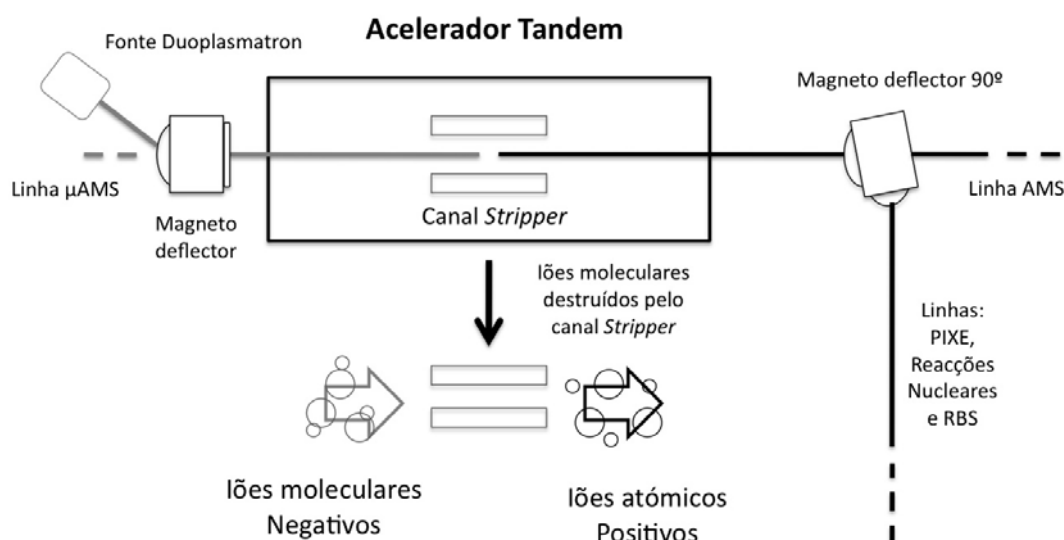 Acelerador Tandem
Fonte Duoplasmatron
Magneto deflector 90º
Linha µAMS
Linha AMS
Magneto
deflector
Canal Stripper
Iões moleculares
destruídos pelo
canal Stripper
Linhas:
PIXE,
Reacções
Nucleares
e RBS
Iões moleculares
Negativos
Iões atómicos
Positivos